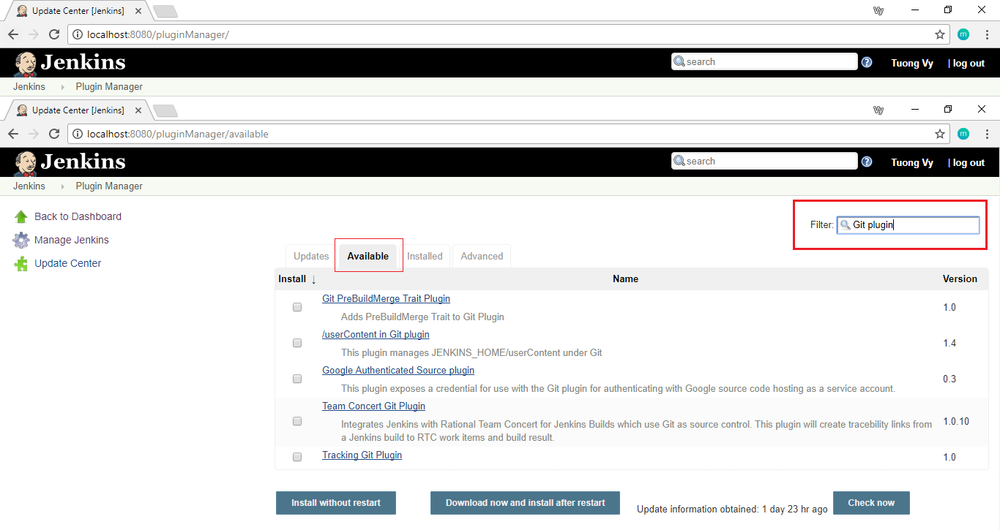 Update Center [Jenkins]
Vy
localhost:8080/pluginManager/
m
Jenkins
search
?
Tuong Vy | log out
Jenkins Plugin Manager
Update Center [Jenkins]
Vy
localhost:8080/pluginManager/available
m
Jenkins
search
?
Tuong Vy | log out
Jenkins Plugin Manager
Back to Dashboard
Manage Jenkins
Update Center
Filter: Git plugin
Updates Available Installed Advanced
Install ↓ Name Version
Git PreBuildMerge Trait Plugin
Adds PreBuildMerge Trait to Git Plugin
1.0
/userContent in Git plugin
This plugin manages JENKINS_HOME/userContent under Git
1.4
Google Authenticated Source plugin
This plugin exposes a credential for use with the Git plugin for authenticating with Google source code hosting as a service account.
0.3
Team Concert Git Plugin
Integrates Jenkins with Rational Team Concert for Jenkins Builds which use Git as source control. This plugin will create tracebility links from
a Jenkins build to RTC work items and build result.
1.0.10
Tracking Git Plugin
1.0
Install without restart
Download now and install after restart
Update information obtained: 1 day 23 hr ago
Check now